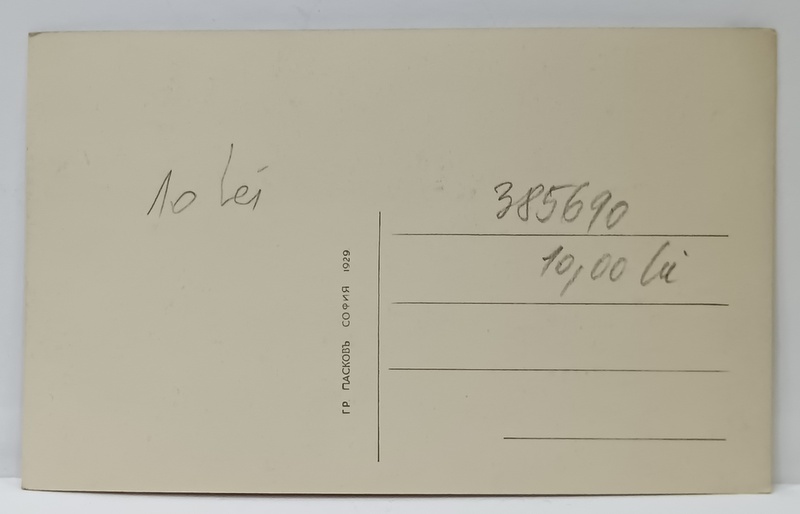 10 Lei
ГР. ПАСКОВЪ СОФИЯ 1929
385690
10,00 lei